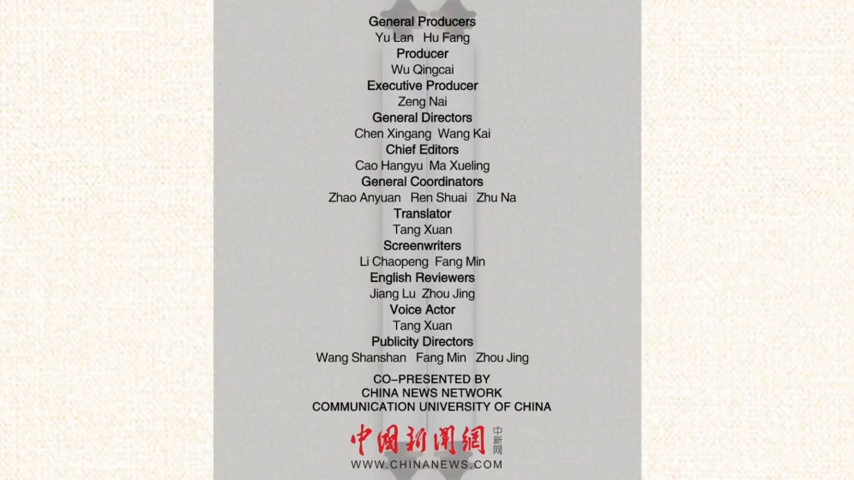 General Producers
Yu Lan Hu Fang
Producer
Wu Qingcai
Executive Producer
Zeng Nai
General Directors
Chen Xingang Wang Kai
Chief Editors
Cao Hangyu Ma Xueling
General Coordinators
Zhao Anyuan Ren Shuai Zhu Na
Translator
Tang Xuan
Screenwriters
Li Chaopeng Fang Min
English Reviewers
Jiang Lu Zhou Jing
Voice Actor
Tang Xuan
Publicity Directors
Wang Shanshan Fang Min Zhou Jing
CO-PRESENTED BY
CHINA NEWS NETWORK
COMMUNICATION UNIVERSITY OF CHINA
中國新聞網 中新网
WWW.CHINANEWS.COM